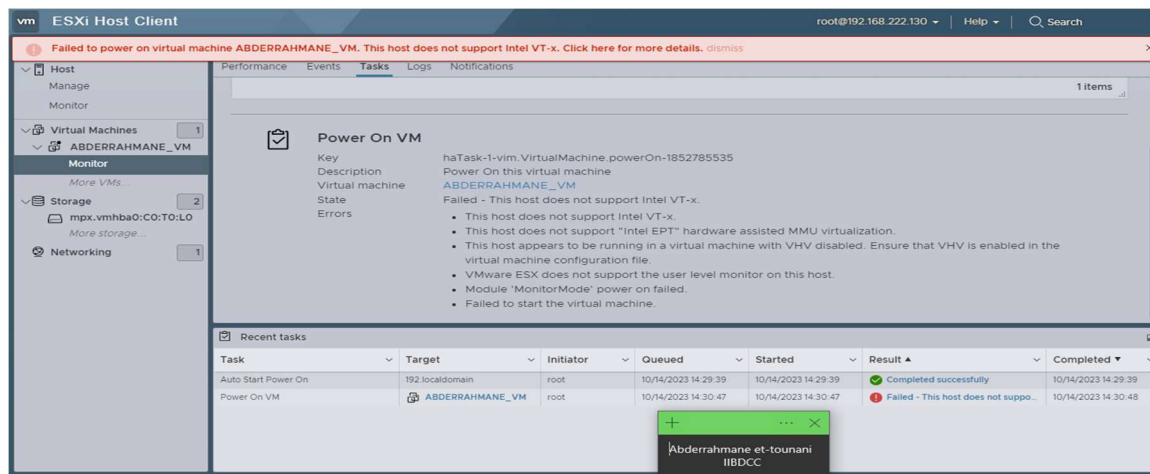 vm ESXi Host Client root@192.168.222.130 Help Search
Failed to power on virtual machine ABDERRAHMANE_VM. This host does not support Intel VT-x. Click here for more details. dismiss
Host
Manage
Monitor
Virtual Machines 1
ABDERRAHMANE_VM
Monitor
More VMs...
Storage 2
mpx.vmhba0:C0:T0:L0
More storage...
Networking 1
Performance Events Tasks Logs Notifications
1 items
Power On VM
Key haTask-1-vim.VirtualMachine.powerOn-1852785535
Description Power On this virtual machine
Virtual machine ABDERRAHMANE_VM
State Failed - This host does not support Intel VT-x.
Errors
• This host does not support Intel VT-x.
• This host does not support "Intel EPT" hardware assisted MMU virtualization.
• This host appears to be running in a virtual machine with VHV disabled. Ensure that VHV is enabled in the
virtual machine configuration file.
• VMware ESX does not support the user level monitor on this host.
• Module 'MonitorMode' power on failed.
• Failed to start the virtual machine.
Recent tasks
Task Target Initiator Queued Started Result Completed
Auto Start Power On 192.localdomain root 10/14/2023 14:29:39 10/14/2023 14:29:39 Completed successfully 10/14/2023 14:29:39
Power On VM ABDERRAHMANE_VM root 10/14/2023 14:30:47 10/14/2023 14:30:47 Failed - This host does not suppo... 10/14/2023 14:30:48
Abderrahmane et-tounani
IIBDCC